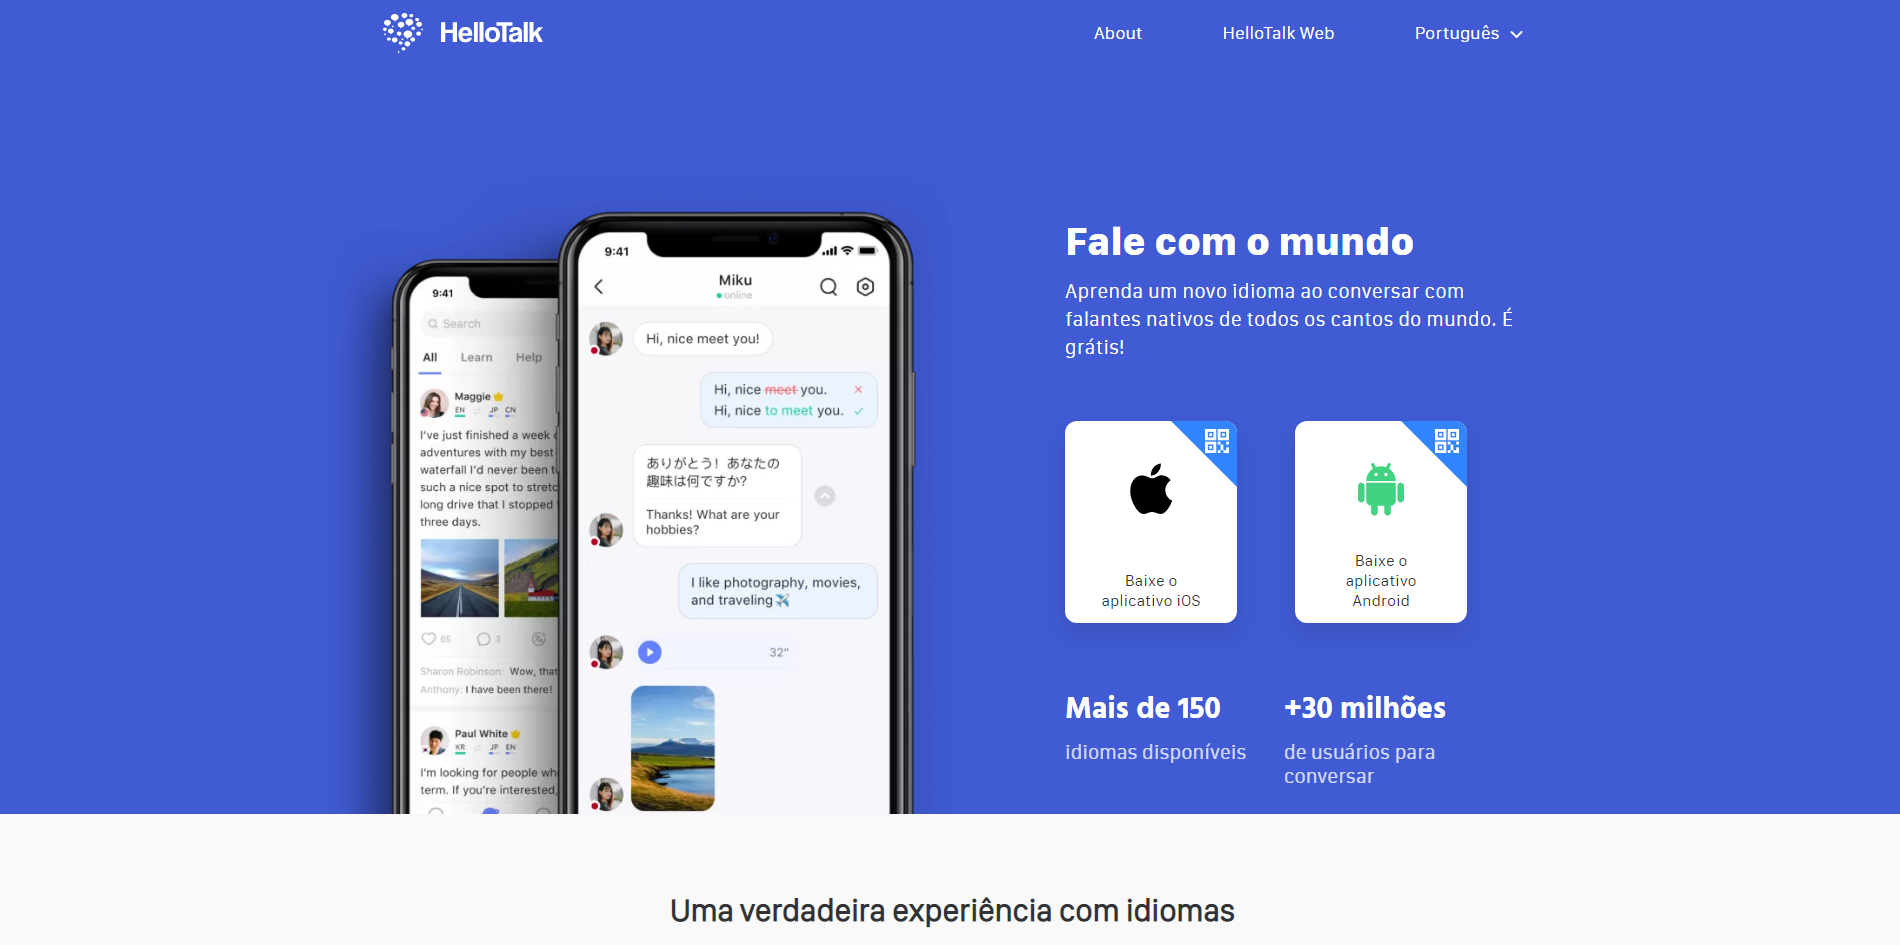 HelloTalk
About
HelloTalk Web
Português
9:41
Search
All
Learn
Help
Maggie
EN
JP
CN
I've just finished a week
adventures with my best
waterfall I'd never been
such a nice spot to
long drive that I stopped
three days.
65
3
Sharon Robinson: Wow,
Anthony: I have been there!
Paul White
KR
JP
EN
I'm looking for people
term. If you're interested,
9:41
Miku
online
Hi, nice meet you!
Hi, nice meet you.
Hi, nice to meet you.
ありがとう！あなたの
趣味は何ですか?
Thanks! What are your
hobbies?
I like photography, movies,
and traveling✈️
32"
Fale com o mundo
Aprenda um novo idioma ao conversar com
falantes nativos de todos os cantos do mundo. É
grátis!
Baixe o
aplicativo iOS
Baixe o
aplicativo
Android
Mais de 150
idiomas disponíveis
+30 milhões
de usuários para
conversar
Uma verdadeira experiência com idiomas